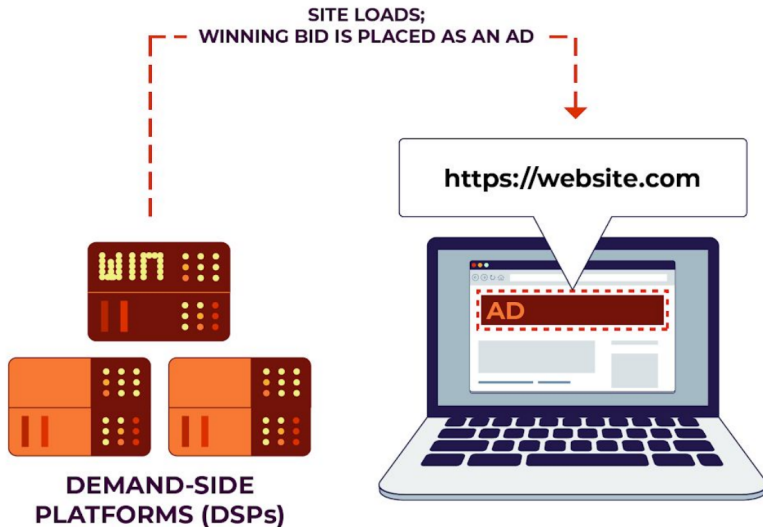 SITE LOADS;
WINNING BID IS PLACED AS AN AD
https://website.com
WIN
AD
DEMAND-SIDE
PLATFORMS (DSPs)